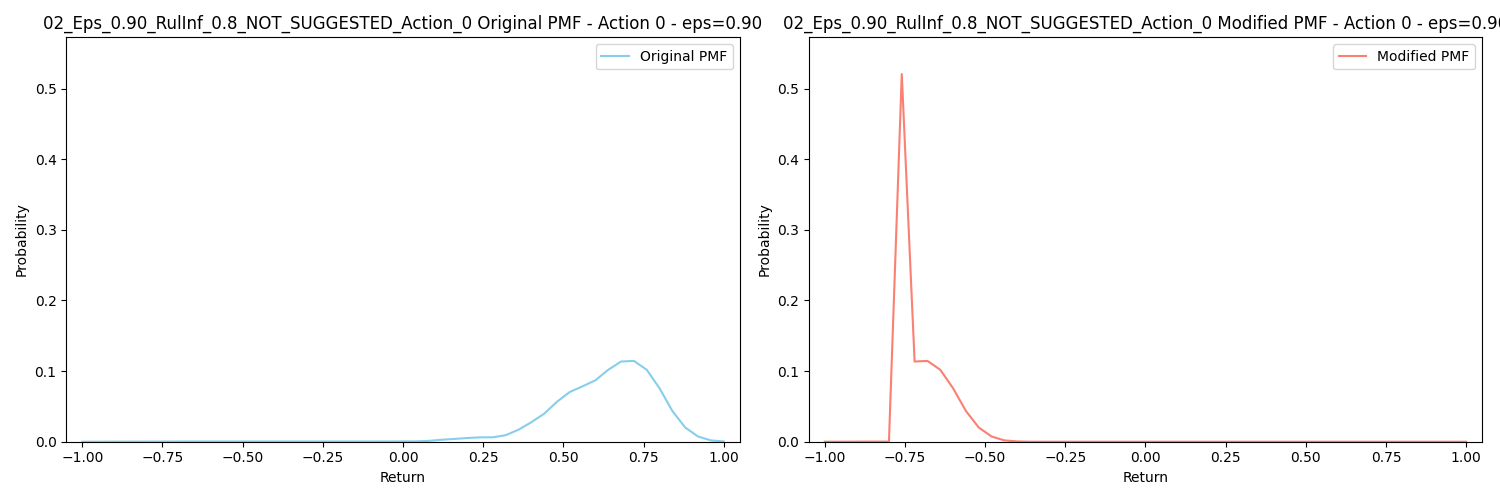 02_Eps_0.90_RulInf_0.8_NOT_SUGGESTED_Action_0 Original PMF - Action 0 - eps=0.90
Original PMF
Probability
0.5
0.4
0.3
0.2
0.1
0.0
−1.00 −0.75 −0.50 −0.25 0.00 0.25 0.50 0.75 1.00
Return
02_Eps_0.90_RulInf_0.8_NOT_SUGGESTED_Action_0 Modified PMF - Action 0 - eps=0.90
Modified PMF
Probability
0.5
0.4
0.3
0.2
0.1
0.0
−1.00 −0.75 −0.50 −0.25 0.00 0.25 0.50 0.75 1.00
Return